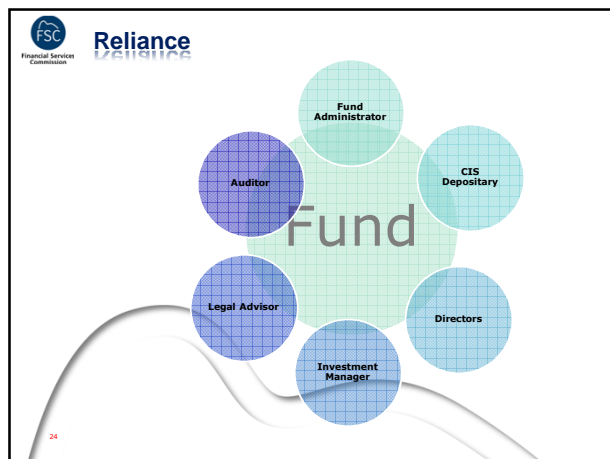 FSC
Financial Services
Commission
Reliance
Fund
Administrator
CIS
Depositary
Auditor
Fund
Legal Advisor
Directors
Investment
Manager
24